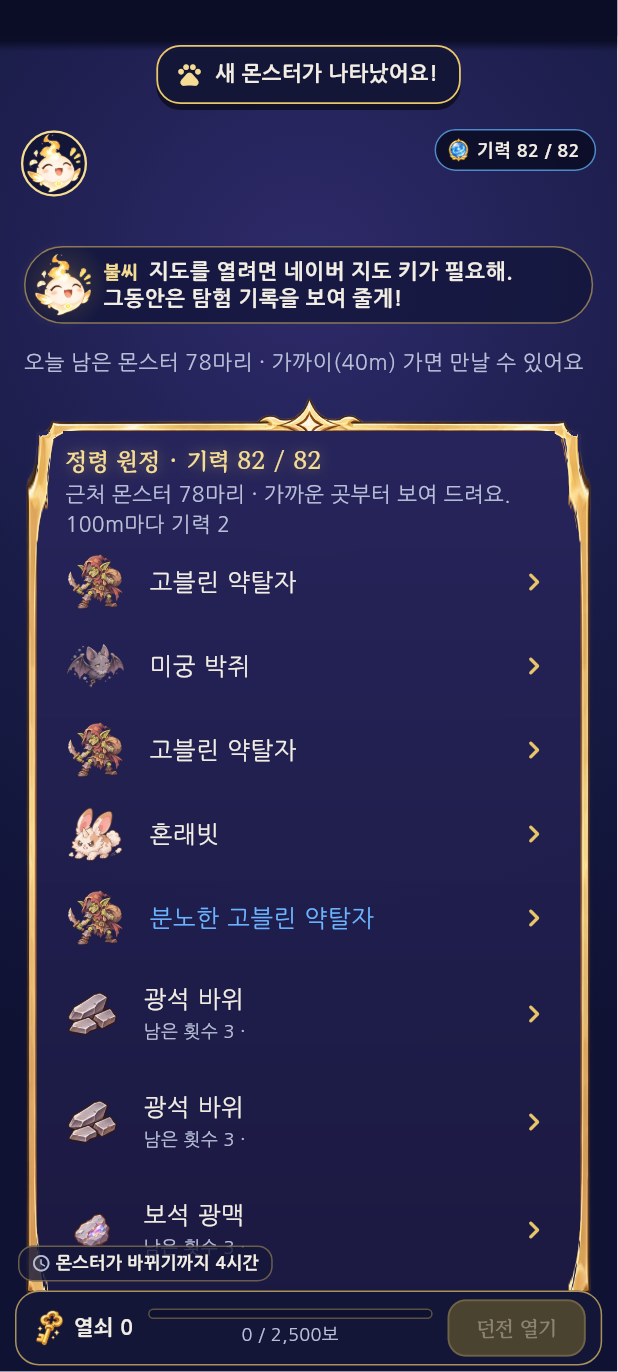 새 몬스터가 나타났어요!
기력 82 / 82
불씨 지도를 열려면 네이버 지도 키가 필요해.
그동안은 탐험 기록을 보여 줄게!
오늘 남은 몬스터 78마리 · 가까이(40m) 가면 만날 수 있어요
정령 원정 · 기력 82 / 82
근처 몬스터 78마리 · 가까운 곳부터 보여 드려요.
100m마다 기력 2
고블린 약탈자
미궁 박쥐
고블린 약탈자
혼래빗
분노한 고블린 약탈자
광석 바위
남은 횟수 3 ·
광석 바위
남은 횟수 3 ·
보석 광맥
남은 횟수 3 ·
몬스터가 바뀌기까지 4시간
열쇠 0
0 / 2,500보
던전 열기